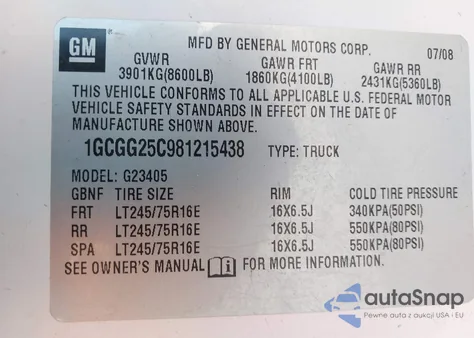 GM
MFD BY GENERAL MOTORS CORP. 07/08
GVWR GAWR FRT GAWR RR
3901KG(8600LB) 1860KG(4100LB) 2431KG(5360LB)
THIS VEHICLE CONFORMS TO ALL APPLICABLE U.S. FEDERAL MOTOR
VEHICLE SAFETY STANDARDS IN EFFECT ON THE DATE OF
MANUFACTURE SHOWN ABOVE.
1GCGG25C981215438 TYPE: TRUCK
MODEL: G23405
GBNF TIRE SIZE RIM COLD TIRE PRESSURE
FRT LT245/75R16E 16X6.5J 340KPA(50PSI)
RR LT245/75R16E 16X6.5J 550KPA(80PSI)
SPA LT245/75R16E 16X6.5J 550KPA(80PSI)
SEE OWNER'S MANUAL FOR MORE INFORMATION.
autoSnap
Pewne auta z aukcji USA i EU